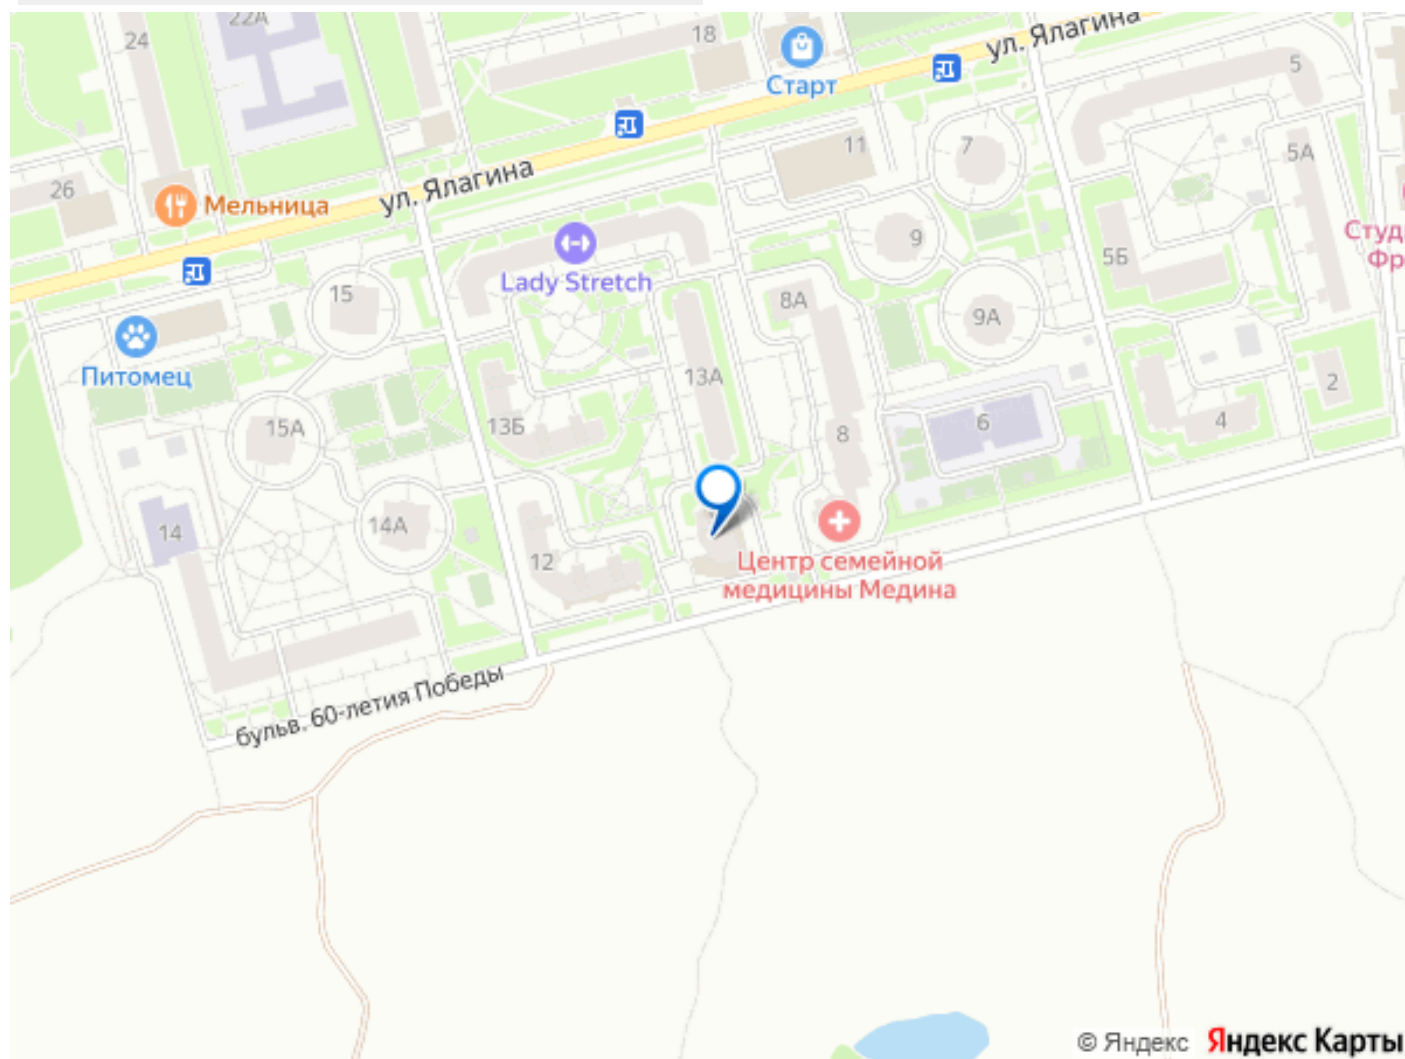 22А
24
18
ул. Ялагина
Старт
5
11
7
5А
26
Мельница
ул. Ялагина
9
Студ
Фр
5Б
Lady Stretch
15
8А
9А
Питомец
13А
2
15А
13Б
8
6
4
14
14А
12
Центр семейной
медицины Медина
бульв. 60-летия Победы
© Яндекс Яндекс Карты